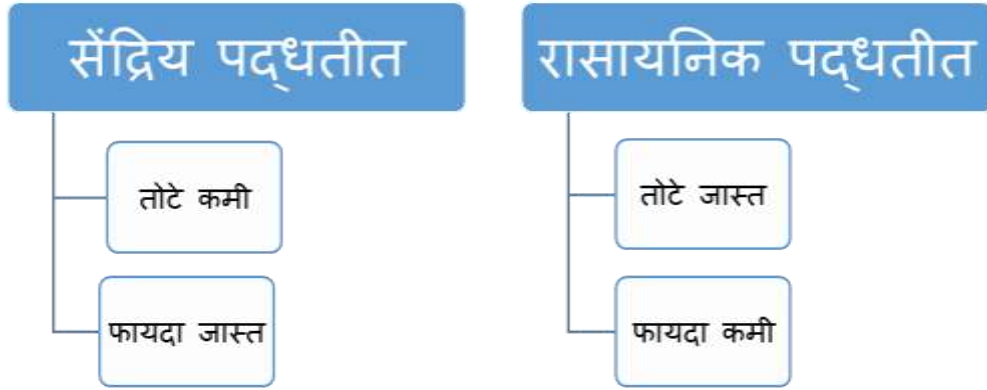 सेंद्रिय पद्धतीत
तोटे कमी
फायदा जास्त
रासायनिक पद्धतीत
तोटे जास्त
फायदा कमी